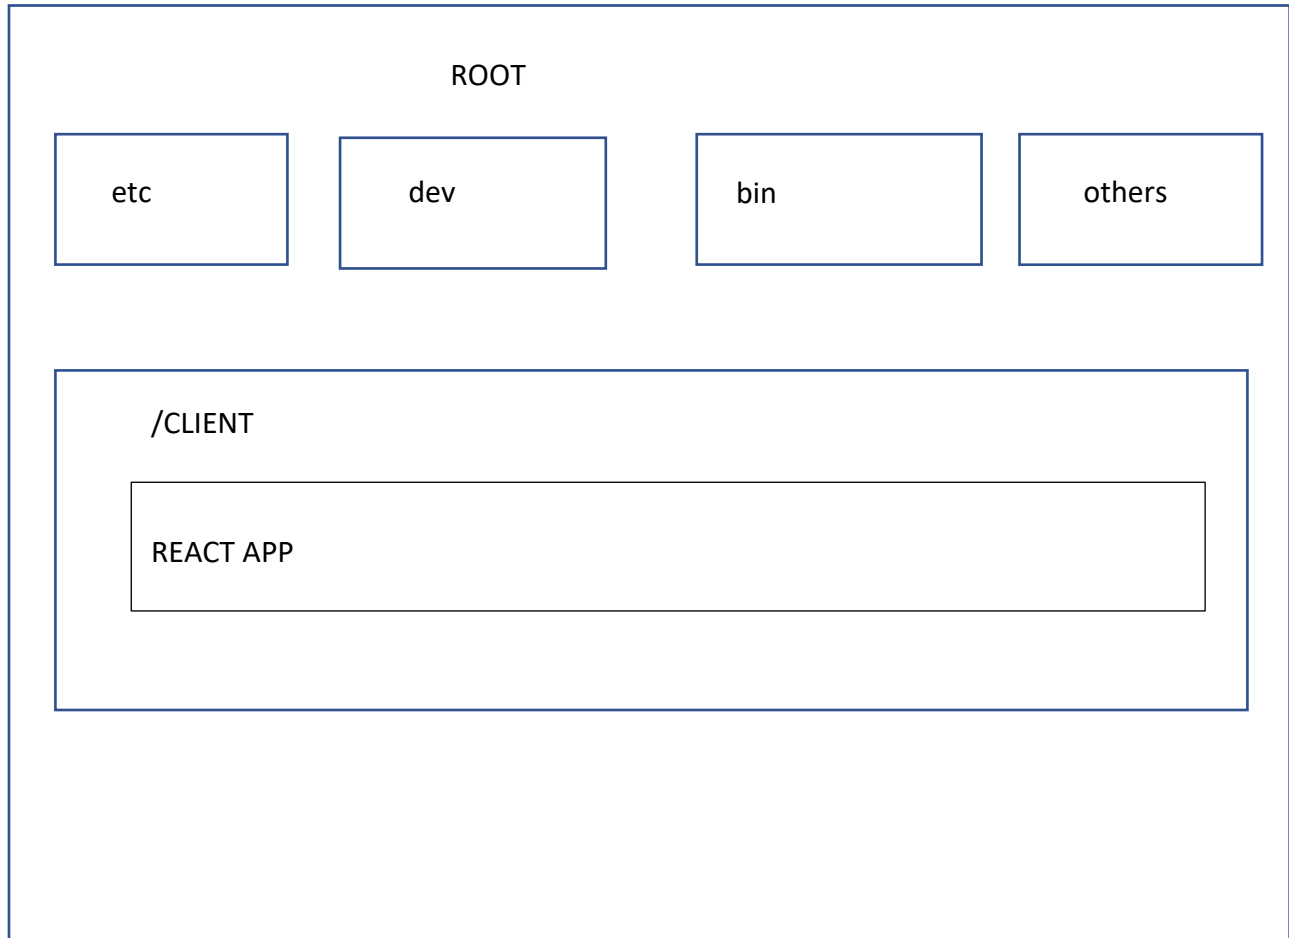 ROOT
etc
dev
bin
others
/CLIENT
REACT APP